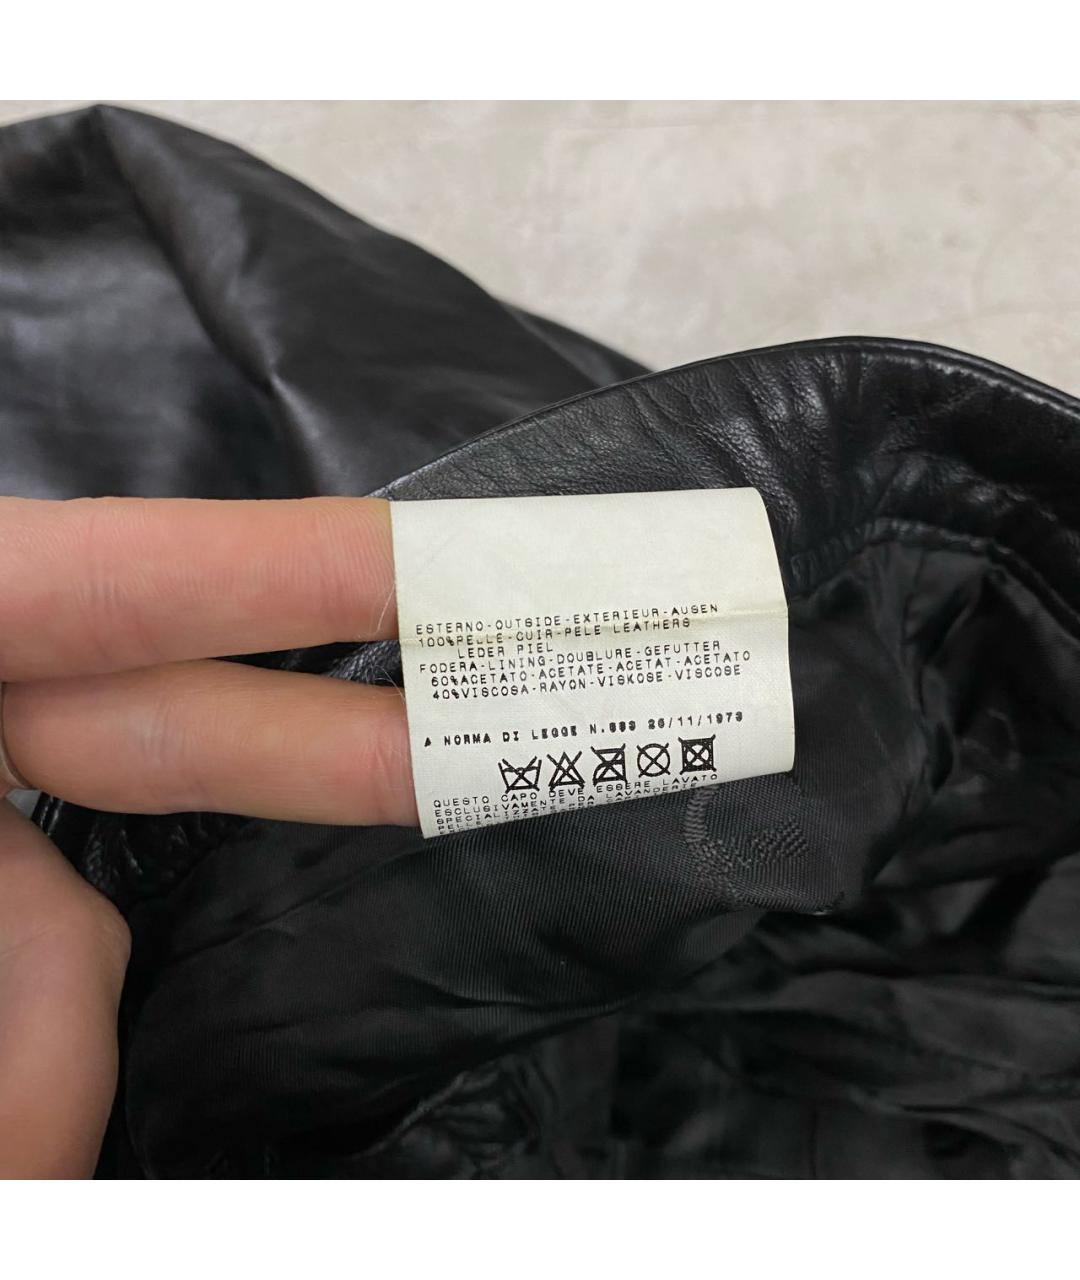 ESTERNO-OUTSIDE-EXTERIEUR-AUSEN
100%PELLE-CUIR-PELE LEATHERS
LEDER PIEL
FODERA-LINING-DOUBLURE-GEFUTTER
60%ACETATO-ACETATE-ACETAT-ACETATO
40%VISCOSA-RAYON-VISKOSE-VISCOSE
A NORMA DI LEGGE N.883 26/11/1973
QUESTO CAPO DEVE ESSERE LAVATO
ESCLUSIVAMENTE DA LAVANDERIE